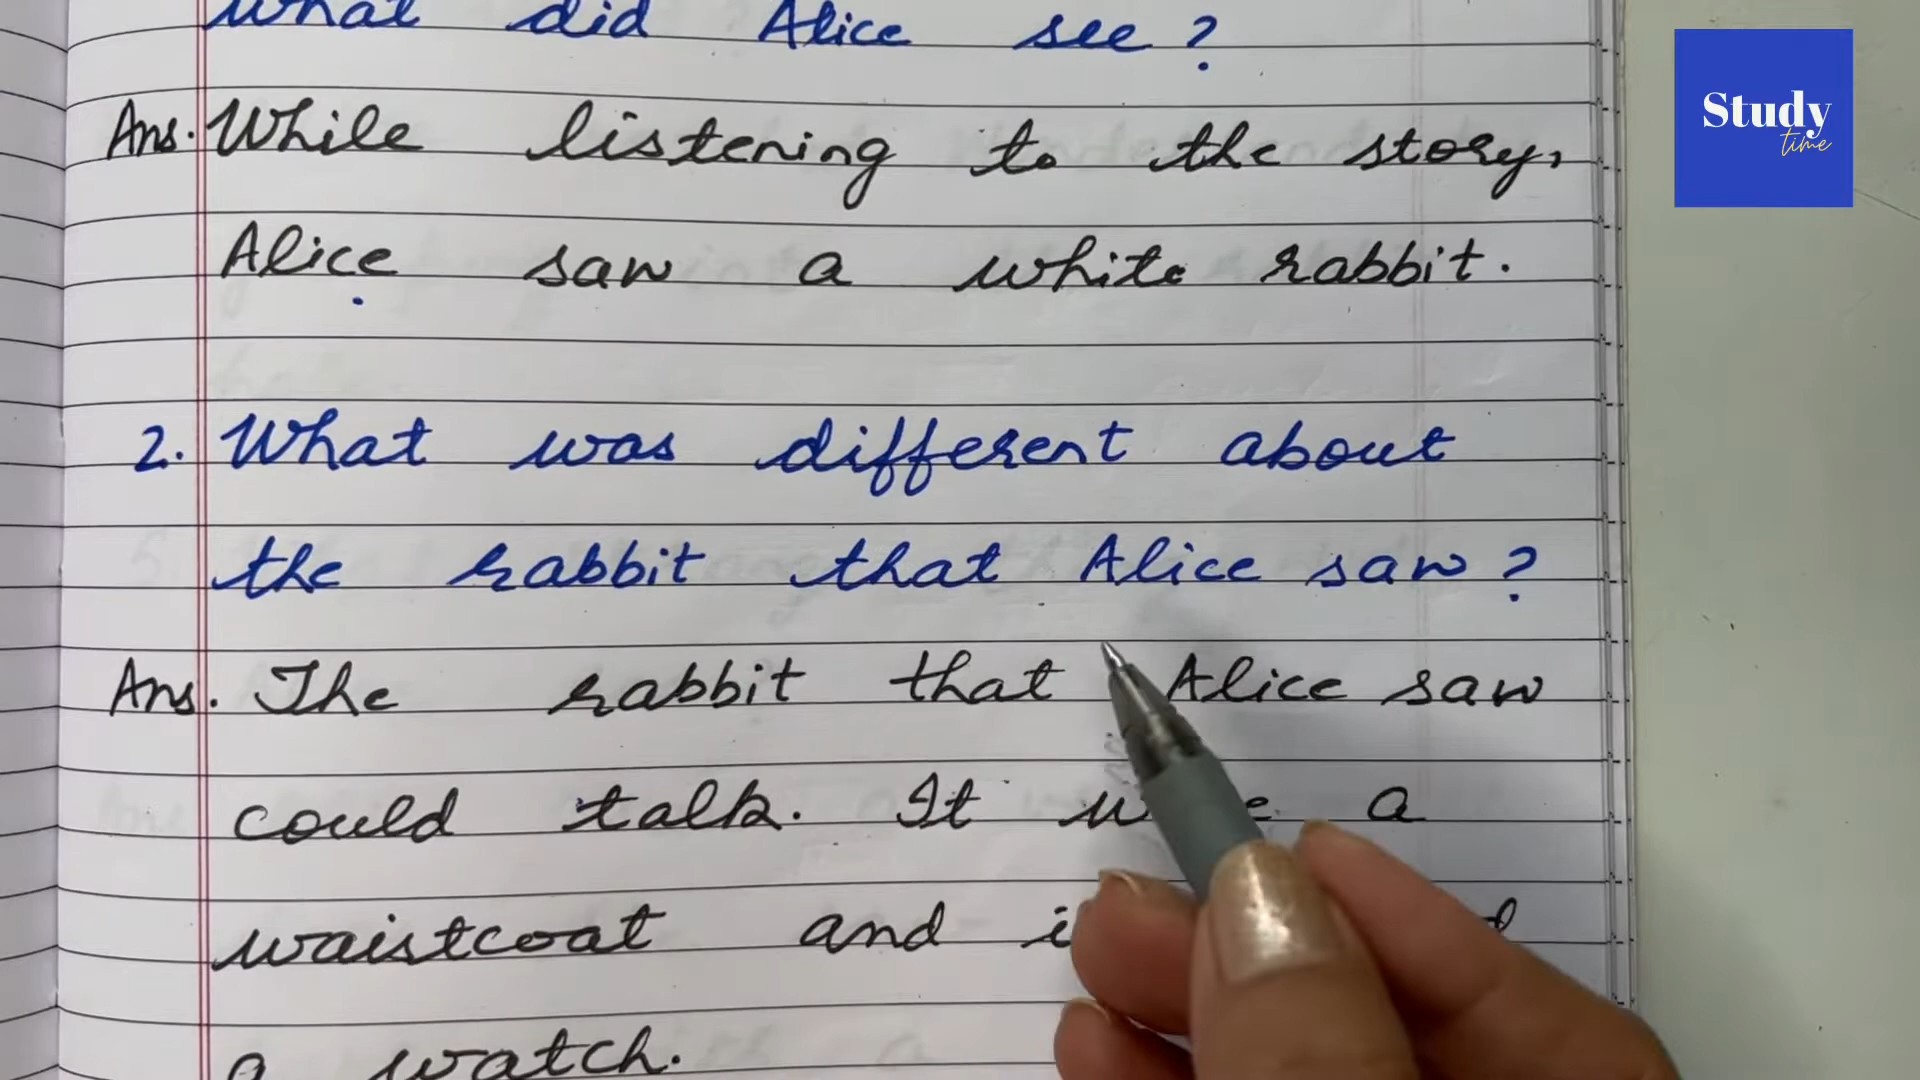 What did Alice see?
Ans. While listening to the story,
Alice saw a white rabbit.
2. What was different about
the rabbit that Alice saw?
Ans. The rabbit that Alice saw
could talk. It a
waistcoat and
a watch.
Study
time